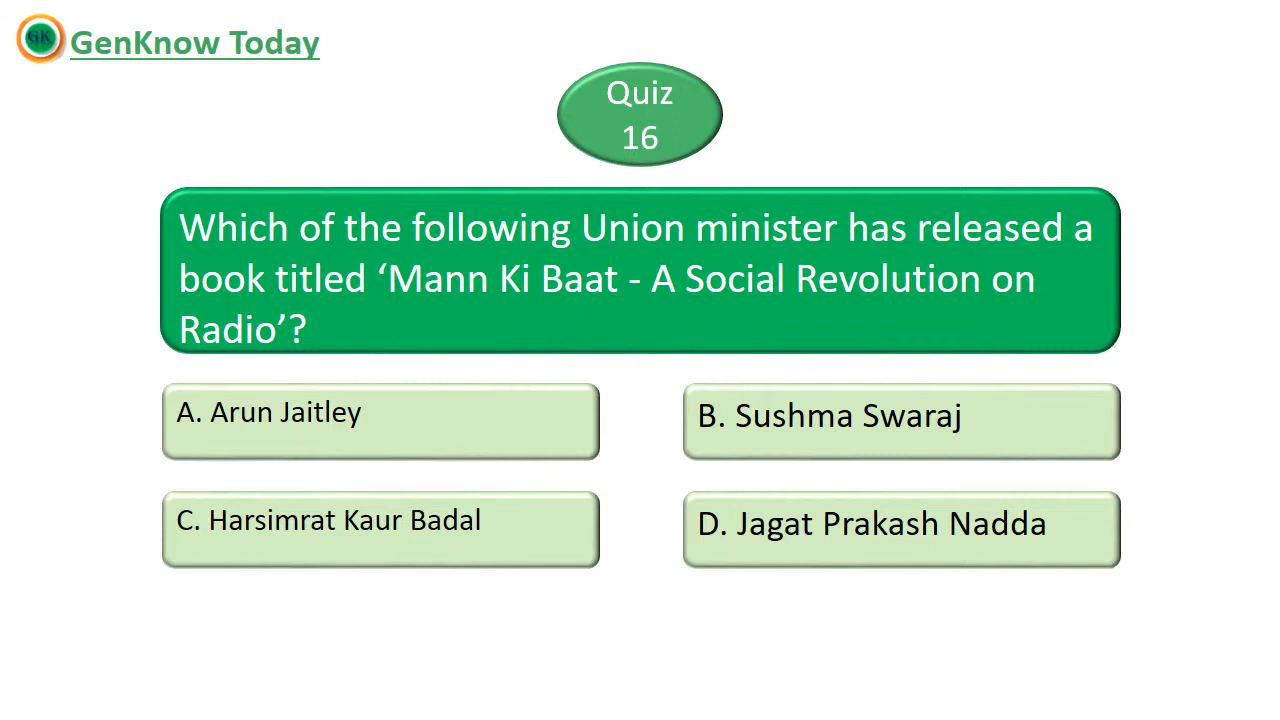 GK
GenKnow Today
Quiz
16
Which of the following Union minister has released a
book titled ‘Mann Ki Baat - A Social Revolution on
Radio’?
A. Arun Jaitley
B. Sushma Swaraj
C. Harsimrat Kaur Badal
D. Jagat Prakash Nadda